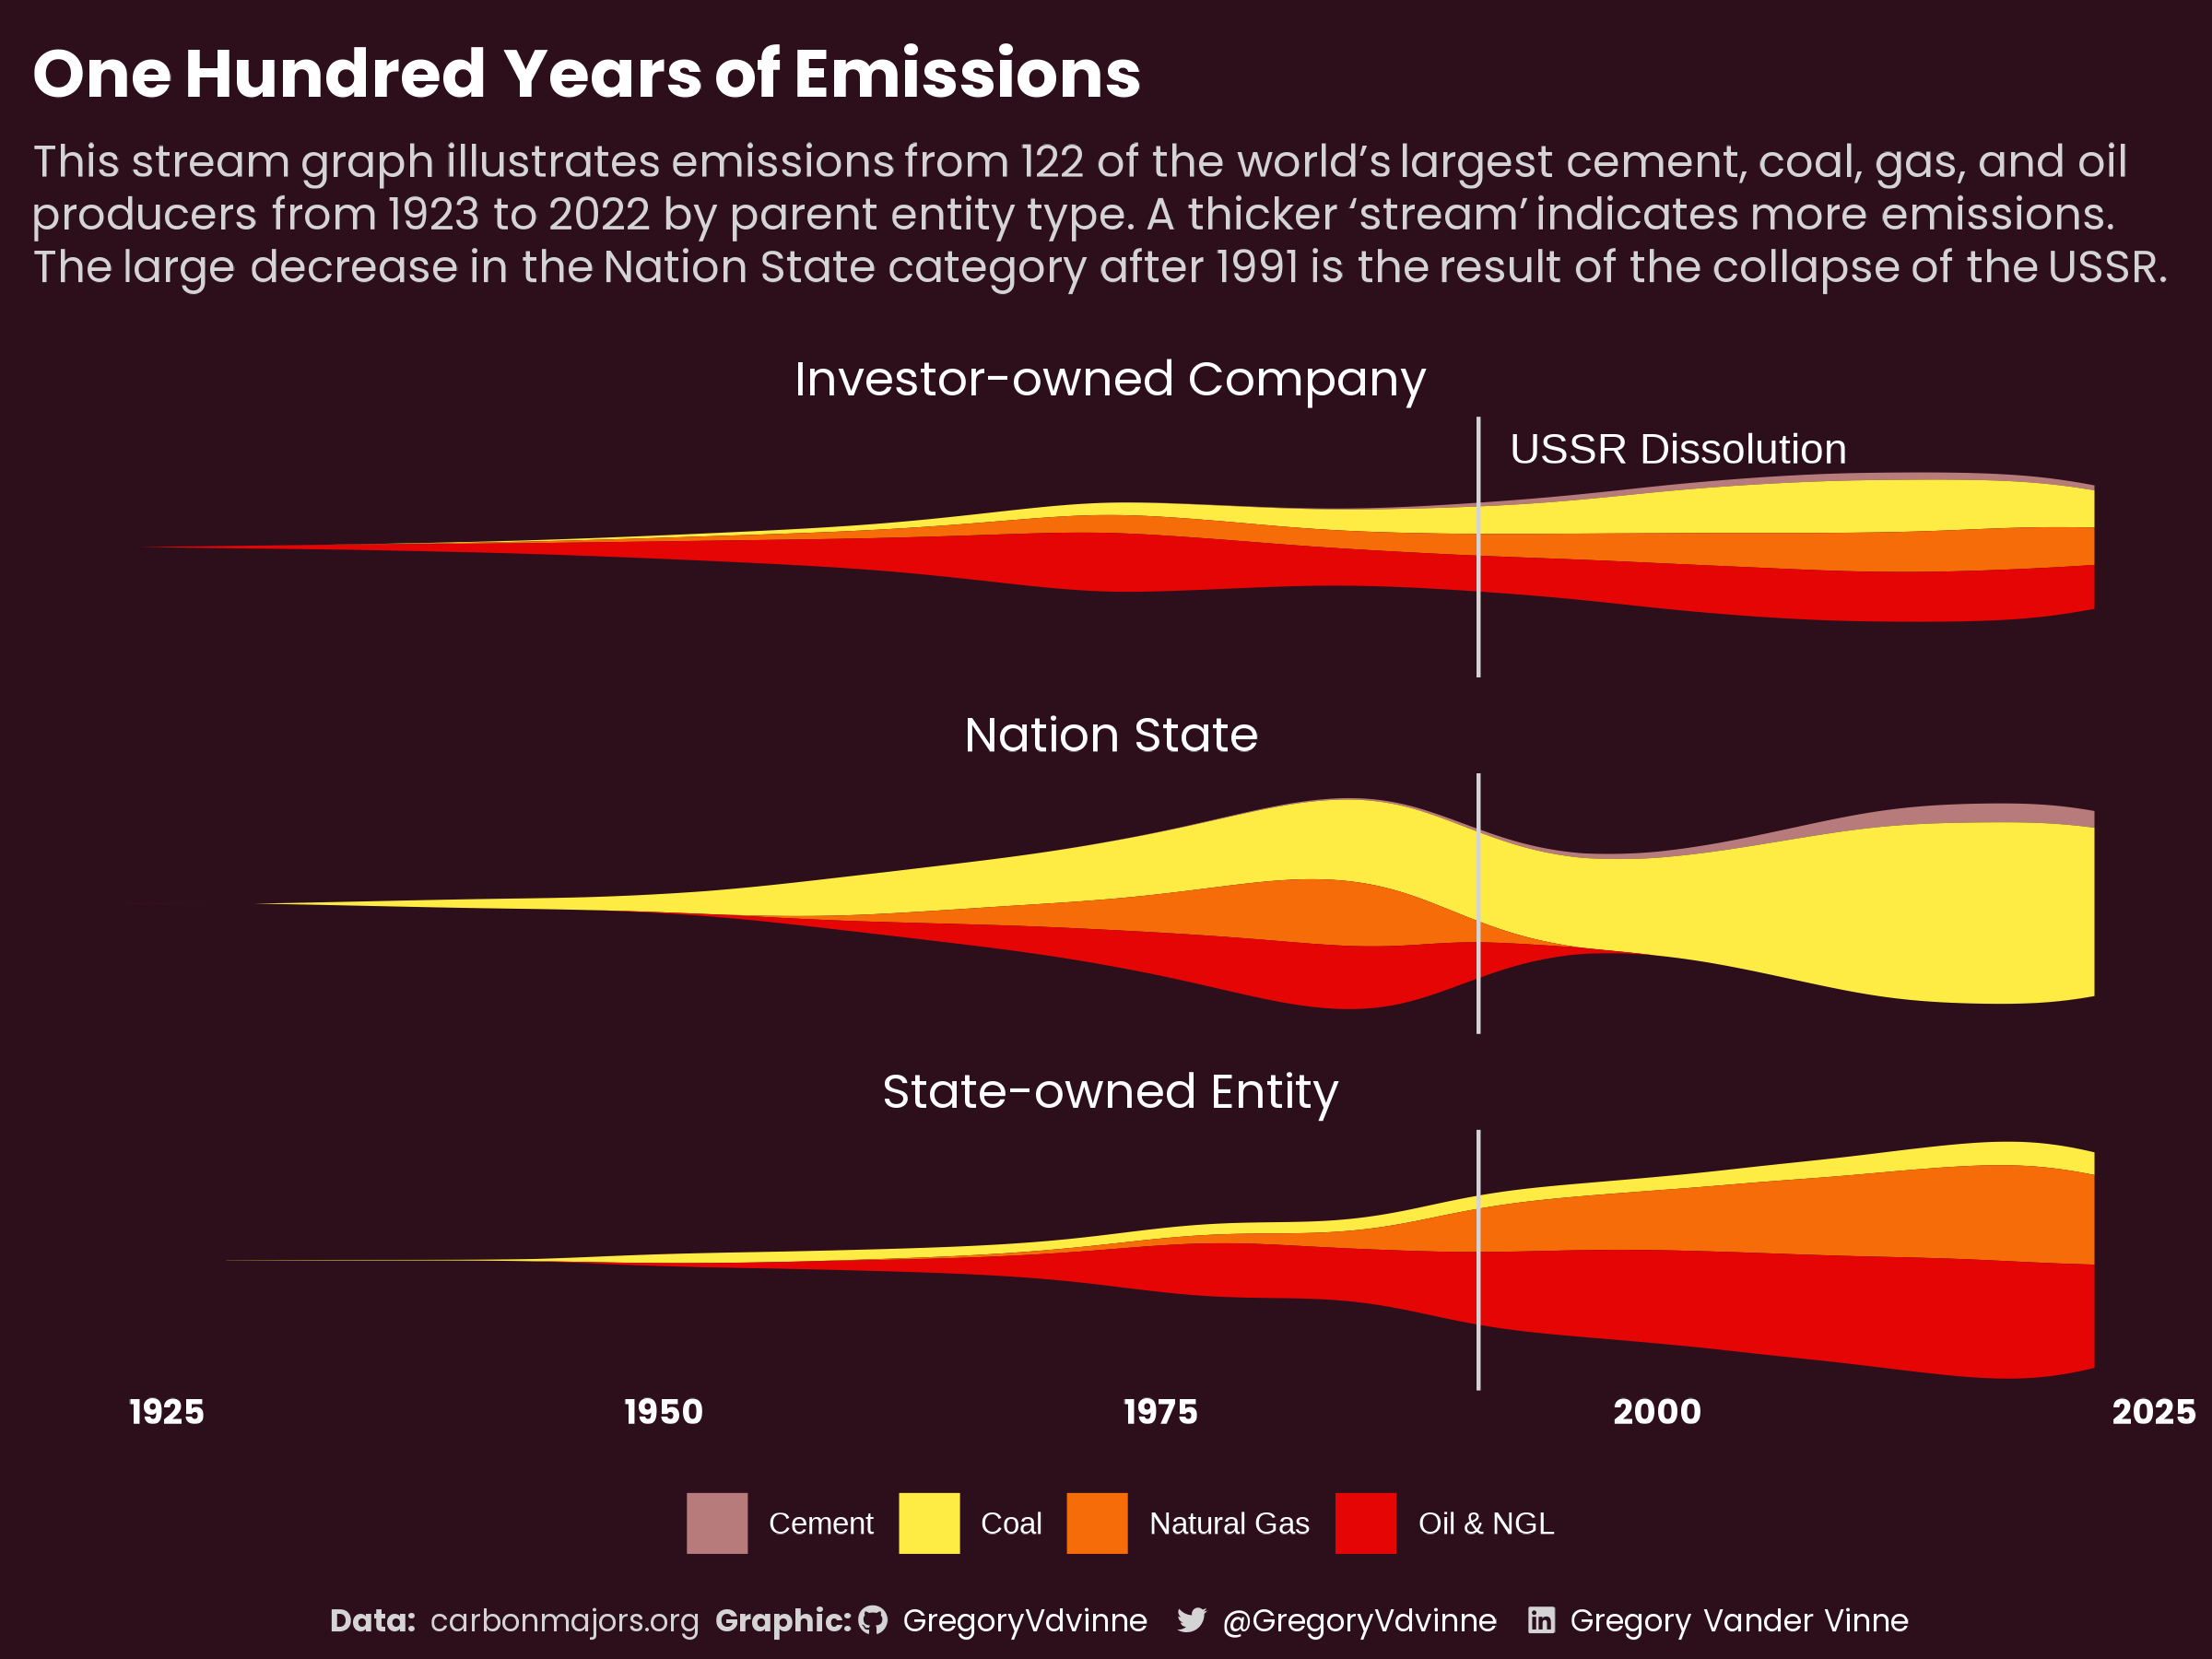 One Hundred Years of Emissions
This stream graph illustrates emissions from 122 of the world’s largest cement, coal, gas, and oil
producers from 1923 to 2022 by parent entity type. A thicker ‘stream’ indicates more emissions.
The large decrease in the Nation State category after 1991 is the result of the collapse of the USSR.
Investor-owned Company
USSR Dissolution
Nation State
State-owned Entity
1925 1950 1975 2000 2025
Cement Coal Natural Gas Oil & NGL
Data: carbonmajors.org Graphic: GregoryVdvinne @GregoryVdvinne Gregory Vander Vinne